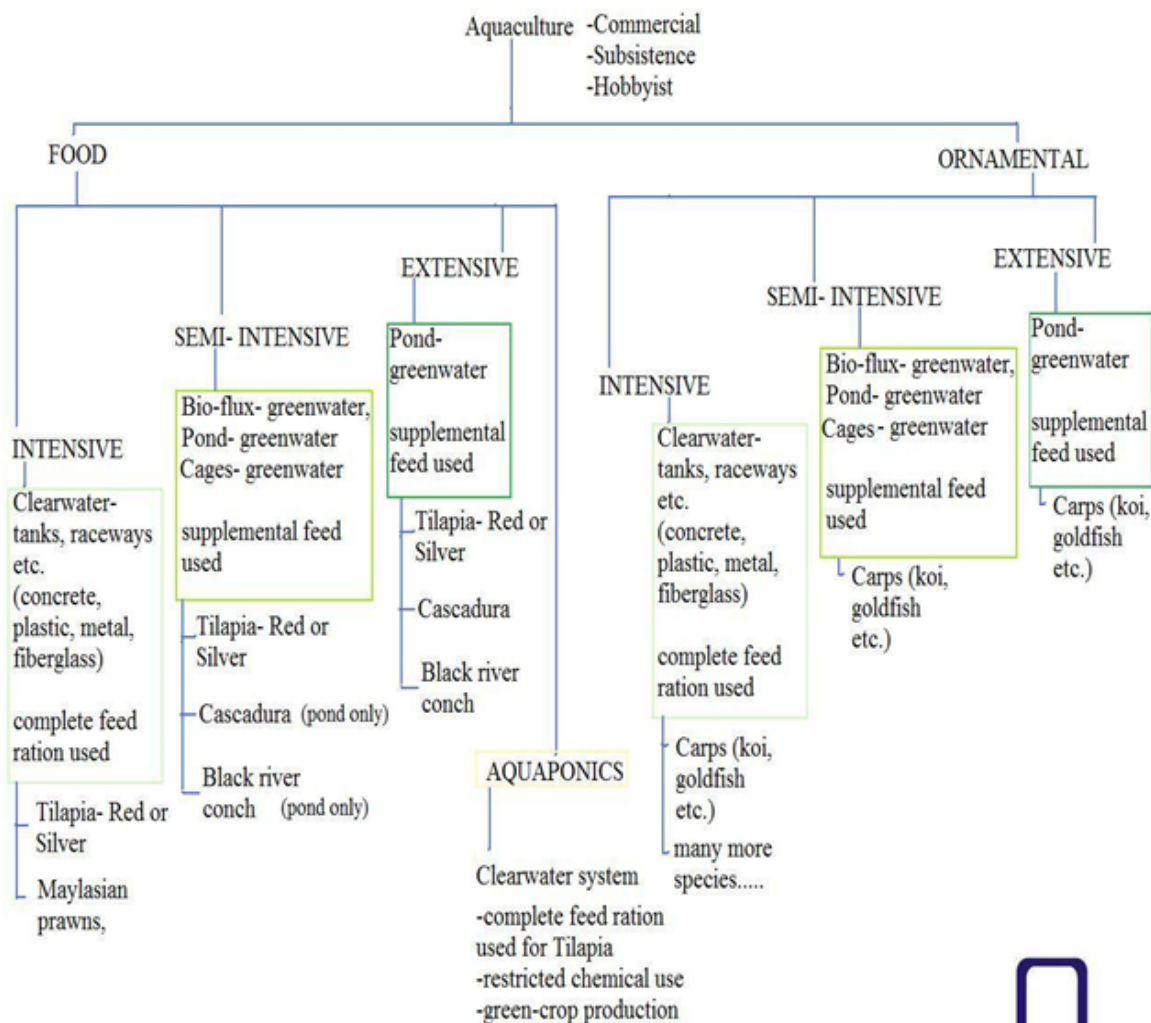 Aquaculture -Commercial
-Subsistence
-Hobbyist
FOOD
INTENSIVE
Clearwater-
tanks, raceways
etc.
(concrete,
plastic, metal,
fiberglass)
complete feed
ration used
Tilapia- Red or
Silver
Maylasian
prawns,
SEMI- INTENSIVE
Bio-flux- greenwater,
Pond- greenwater
Cages- greenwater
supplemental feed
used
Tilapia- Red or
Silver
Cascadura (pond only)
Black river
conch (pond only)
EXTENSIVE
Pond-
greenwater
supplemental
feed used
Tilapia- Red or
Silver
Cascadura
Black river
conch
AQUAPONICS
Clearwater system
-complete feed ration
used for Tilapia
-restricted chemical use
-green-crop production
ORNAMENTAL
INTENSIVE
Clearwater-
tanks, raceways
etc.
(concrete,
plastic, metal,
fiberglass)
complete feed
ration used
Carps (koi,
goldfish
etc.)
many more
species.....
SEMI- INTENSIVE
Bio-flux- greenwater,
Pond- greenwater
Cages - greenwater
supplemental feed
used
Carps (koi,
goldfish
etc.)
EXTENSIVE
Pond-
greenwater
supplemental
feed used
Carps (koi,
goldfish
etc.)